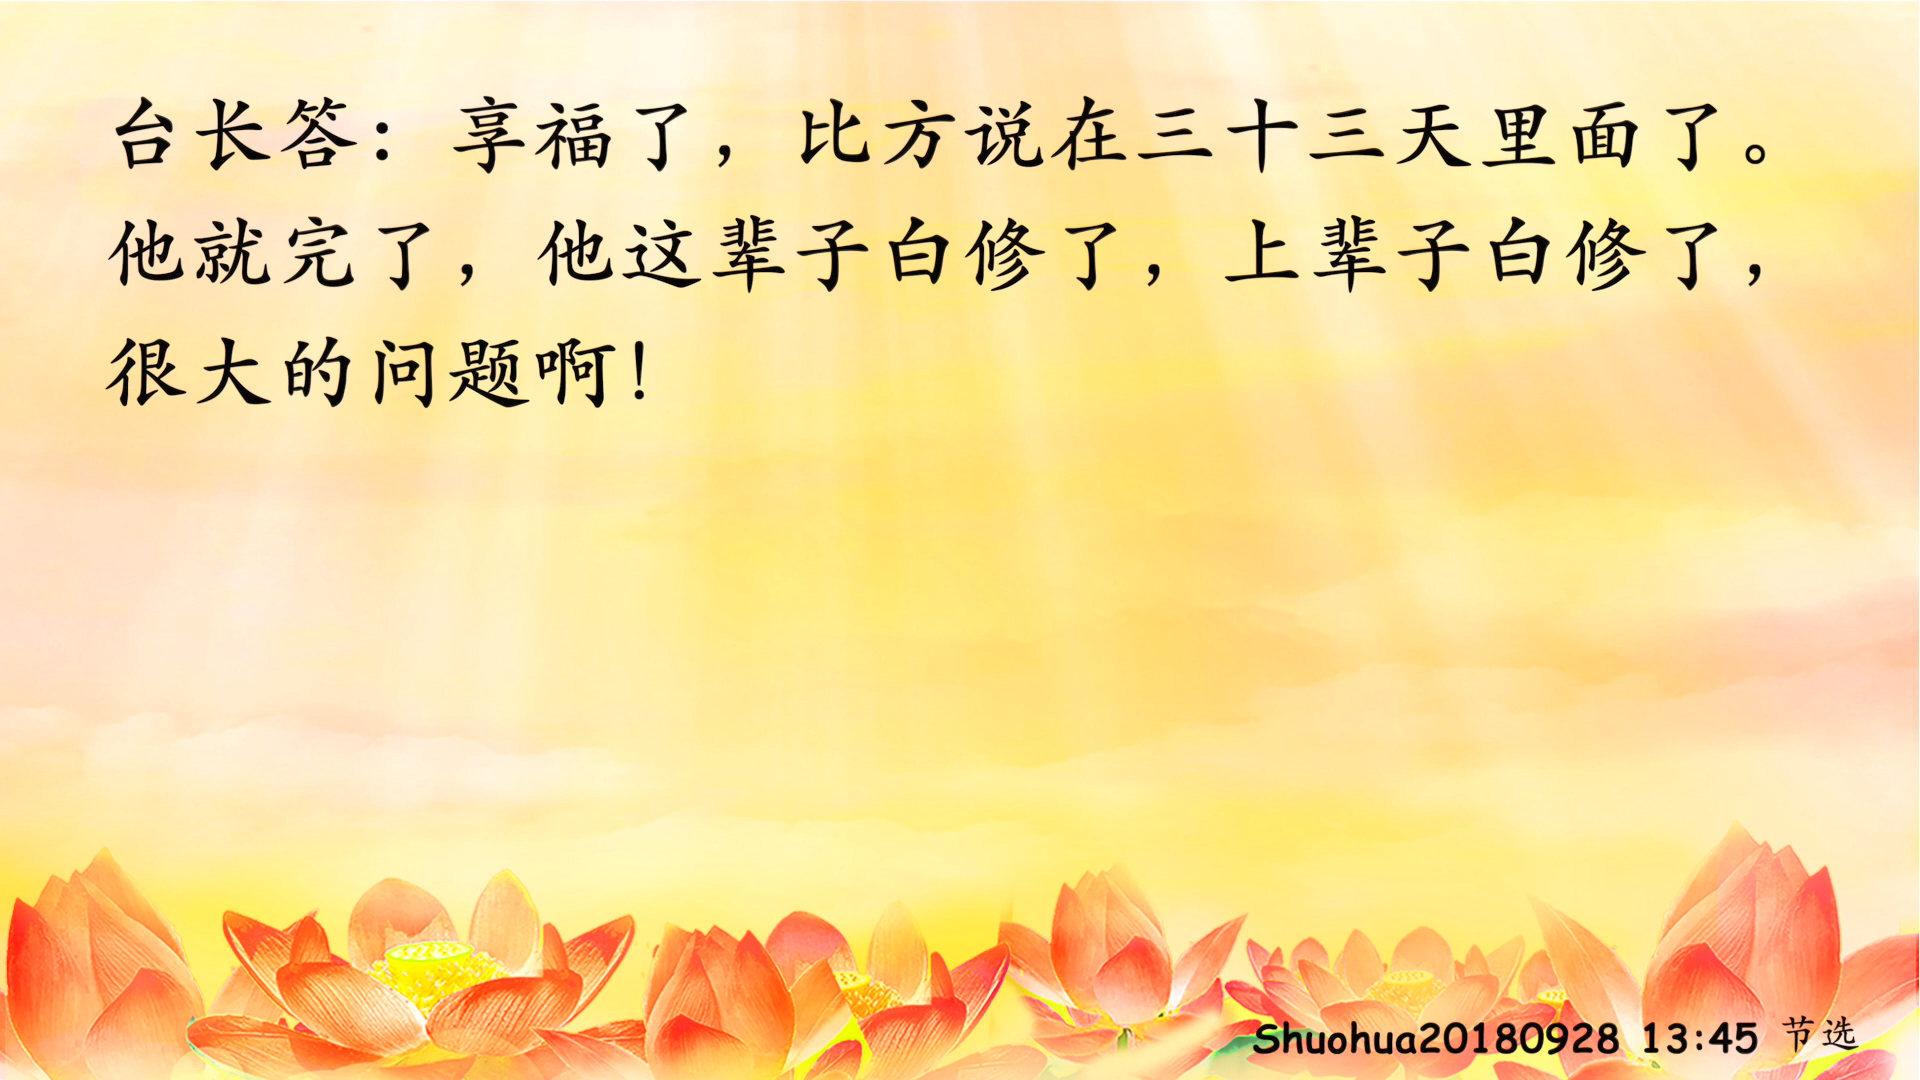 台长答：享福了，比方说在三十三天里面了。
他就完了，他这辈子白修了，上辈子白修了，
很大的问题啊！
Shuohua20180928 13:45 节选